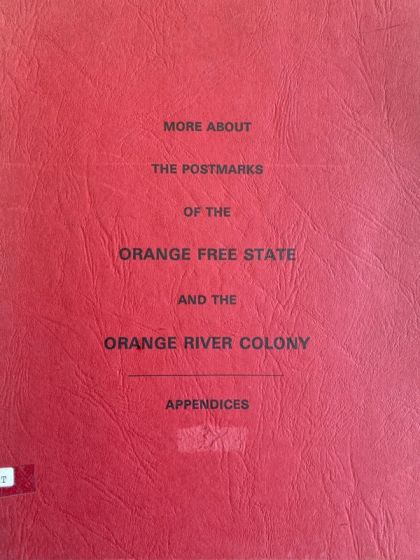 MORE ABOUT
THE POSTMARKS
OF THE
ORANGE FREE STATE
AND THE
ORANGE RIVER COLONY
APPENDICES
T